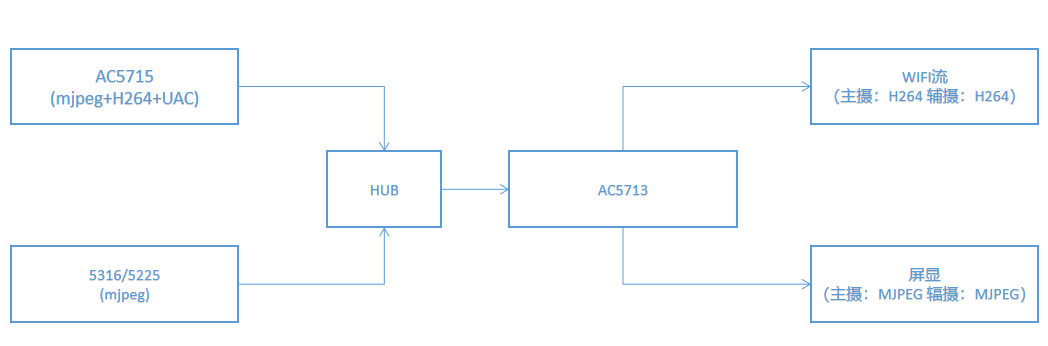 AC5715
(mjpeg+H264+UAC)
WIFI流
（主摄：H264 辅摄：H264）
HUB
AC5713
5316/5225
(mjpeg)
屏显
（主摄：MJPEG 辐摄：MJPEG）